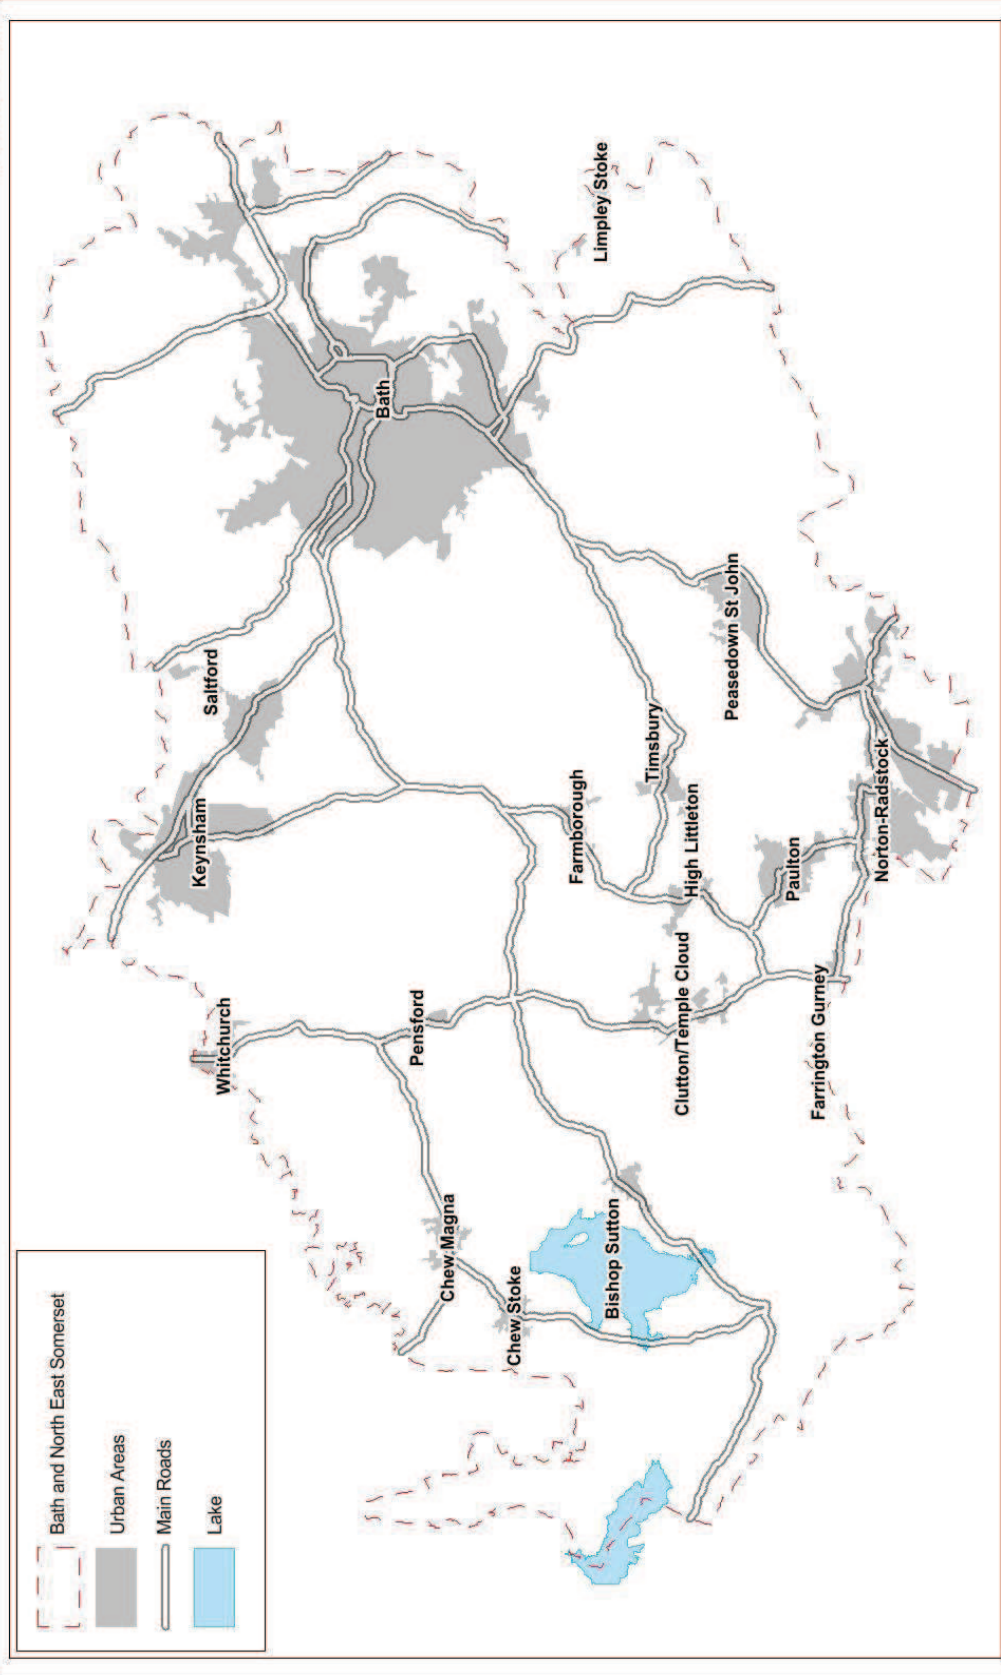 Bath and North East Somerset
Urban Areas
Main Roads
Lake
Whitchurch
Keynsham
Saltford
Bath
Pensford
Chew Magna
Chew Stoke
Farmborough
Limpley Stoke
Bishop Sutton
Timsbury
Clutton/Temple Cloud
High Littleton
Peasedown St John
Paulton
Farrington Gurney
Norton-Radstock